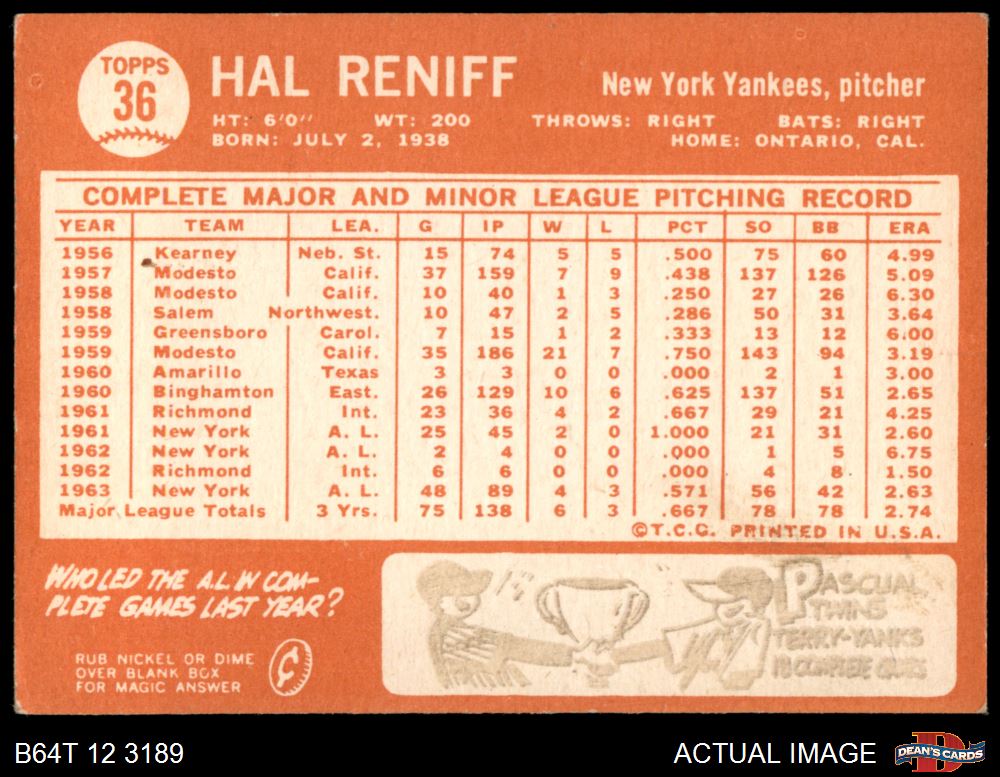 TOPPS
36
HAL RENIFF
New York Yankees, pitcher
HT: 6'0" WT: 200 THROWS: RIGHT BATS: RIGHT
BORN: JULY 2, 1938 HOME: ONTARIO, CAL.
COMPLETE MAJOR AND MINOR LEAGUE PITCHING RECORD
YEAR TEAM LEA. G IP W L PCT SO BB ERA
1956 Kearney Neb. St. 15 74 5 5 .500 75 60 4.99
1957 Modesto Calif. 37 159 7 9 .438 137 126 5.09
1958 Modesto Calif. 10 40 1 3 .250 27 26 6.30
1958 Salem Northwest. 10 47 2 5 .286 50 31 3.64
1959 Greensboro Carol. 7 15 1 2 .333 13 12 6.00
1959 Modesto Calif. 35 186 21 7 .750 143 94 3.19
1960 Amarillo Texas 3 3 0 0 .000 2 1 3.00
1960 Binghamton East. 26 129 10 6 .625 137 51 2.65
1961 Richmond Int. 23 36 4 2 .667 29 21 4.25
1961 New York A. L. 25 45 2 0 1.000 21 31 2.60
1962 New York A. L. 2 4 0 0 .000 1 5 6.75
1962 Richmond Int. 6 6 0 0 .000 4 8 1.50
1963 New York A. L. 48 89 4 3 .571 56 42 2.63
Major League Totals 3 Yrs. 75 138 6 3 .667 78 78 2.74
©T.C.G. PRINTED IN U.S.A.
WHO LED THE A.L. IN COM-
PLETE GAMES LAST YEAR?
RUB NICKEL OR DIME
OVER BLANK BOX
FOR MAGIC ANSWER
PASCUAL,
TWINS
TERRY-YANKS
18 COMPLETE GAMES
B64T 12 3189
ACTUAL IMAGE
DEAN'S CARDS